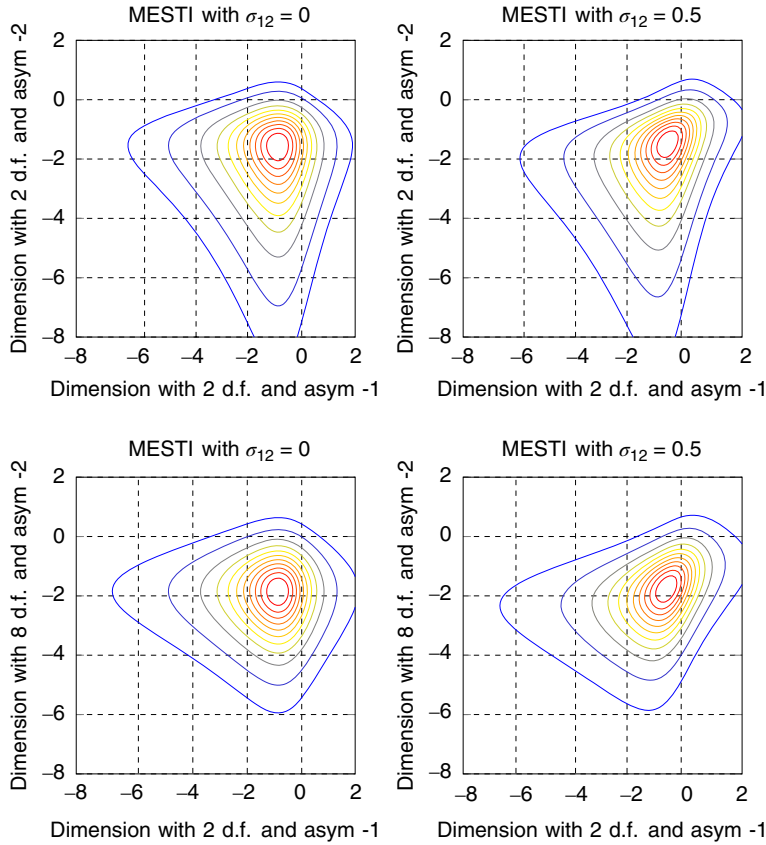 MESTI with σ12 = 0
Dimension with 2 d.f. and asym -2
2
0
−2
−4
−6
−8
−8 −6 −4 −2 0 2
Dimension with 2 d.f. and asym -1
MESTI with σ12 = 0.5
Dimension with 2 d.f. and asym -2
2
0
−2
−4
−6
−8
−8 −6 −4 −2 0 2
Dimension with 2 d.f. and asym -1
MESTI with σ12 = 0
Dimension with 8 d.f. and asym -2
2
0
−2
−4
−6
−8
−8 −6 −4 −2 0 2
Dimension with 2 d.f. and asym -1
MESTI with σ12 = 0.5
Dimension with 8 d.f. and asym -2
2
0
−2
−4
−6
−8
−8 −6 −4 −2 0 2
Dimension with 2 d.f. and asym -1